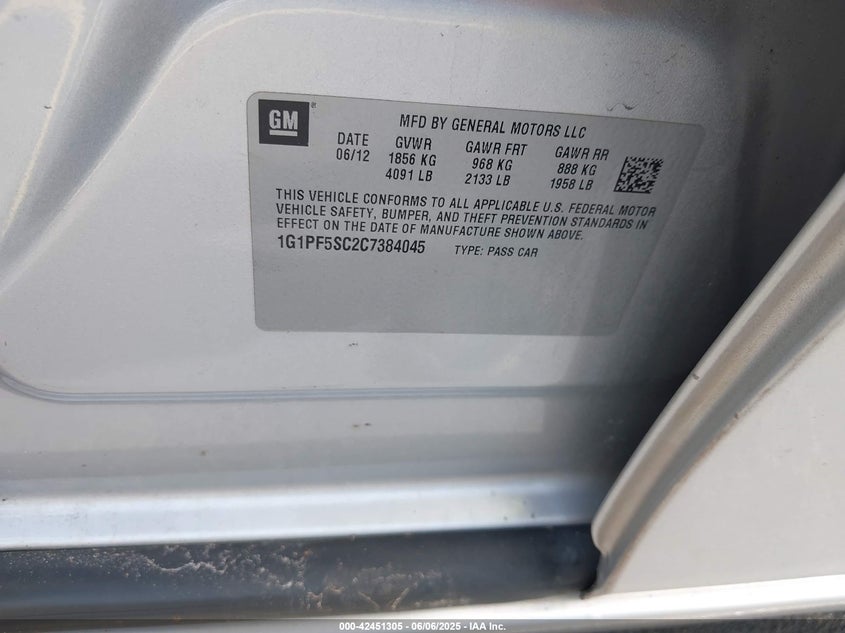 GM ®
MFD BY GENERAL MOTORS LLC
DATE GVWR GAWR FRT GAWR RR
06/12 1856 KG 968 KG 888 KG
4091 LB 2133 LB 1958 LB
THIS VEHICLE CONFORMS TO ALL APPLICABLE U.S. FEDERAL MOTOR
VEHICLE SAFETY, BUMPER, AND THEFT PREVENTION STANDARDS IN
EFFECT ON THE DATE OF MANUFACTURE SHOWN ABOVE.
1G1PF5SC2C7384045 TYPE: PASS CAR
000-42451305 - 06/06/2025 - IAA Inc.